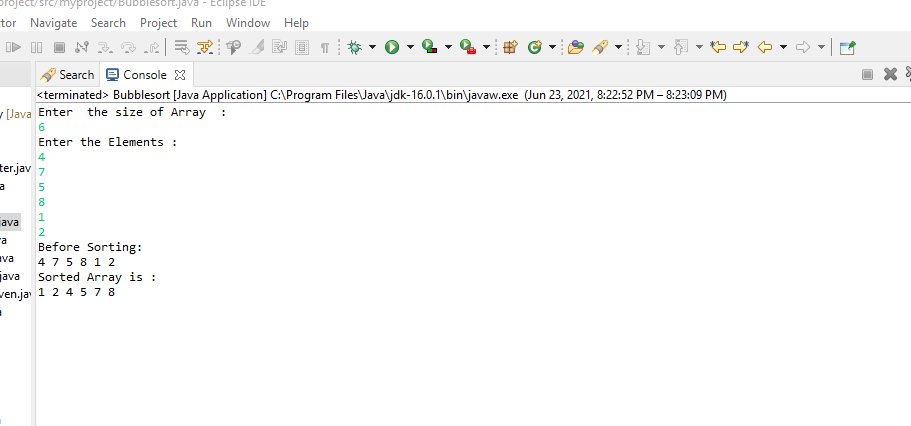 project/src/myproject/Bubblesort.java - Eclipse IDE
tor Navigate Search Project Run Window Help
Search Console
<terminated> Bubblesort [Java Application] C:\Program Files\Java\jdk-16.0.1\bin\javaw.exe (Jun 23, 2021, 8:22:52 PM – 8:23:09 PM)
y [Java
ter.jav
a
java
va
ava
java
ven.jav
a
Enter  the size of Array  :
6
Enter the Elements :
4
7
5
8
1
2
Before Sorting:
4 7 5 8 1 2
Sorted Array is :
1 2 4 5 7 8